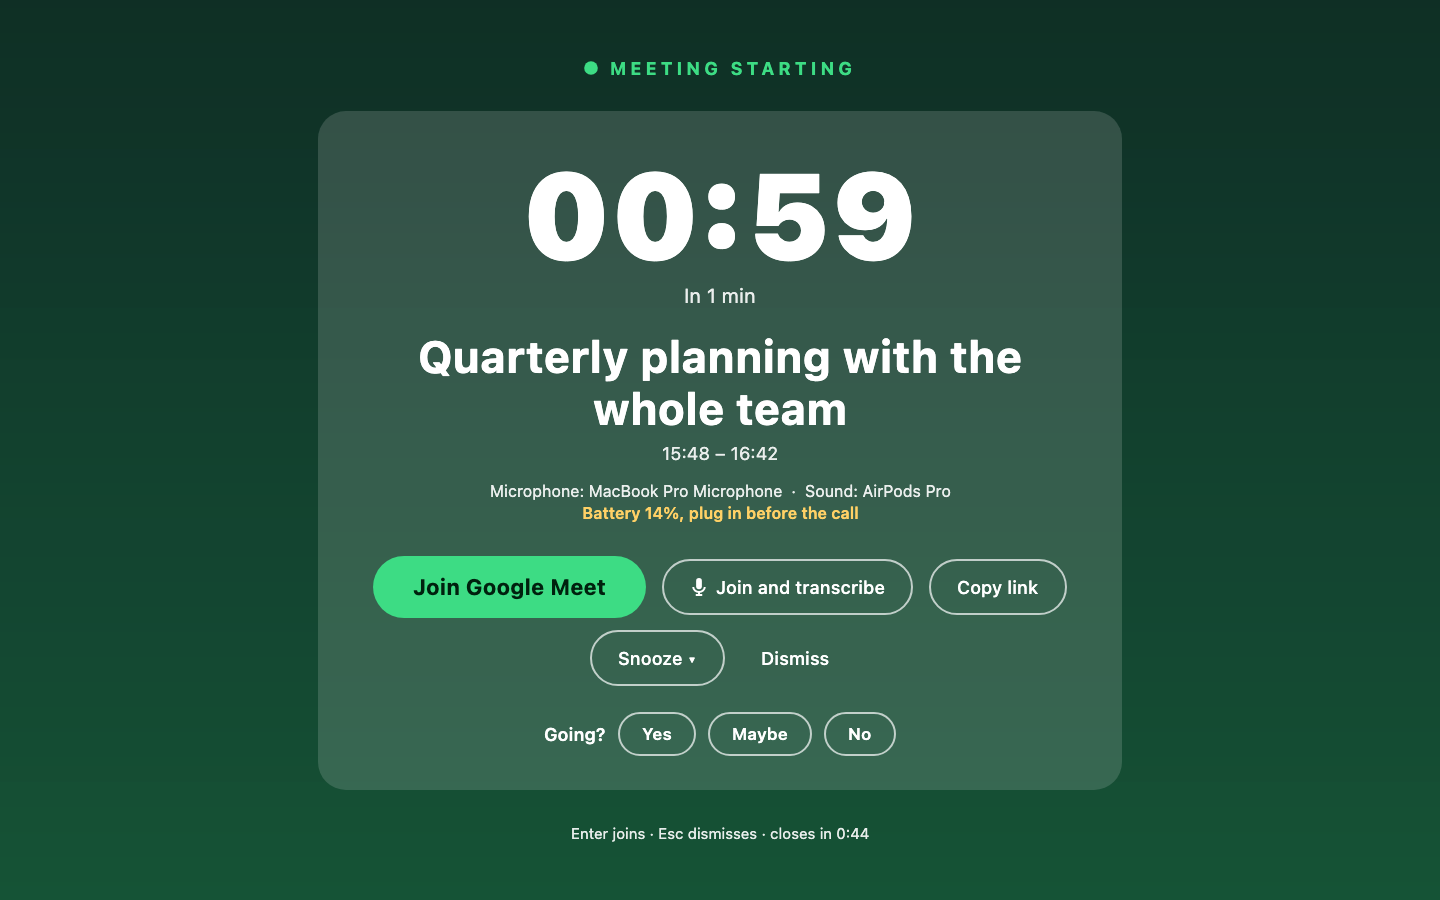 MEETING STARTING
00:59
In 1 min
Quarterly planning with the
whole team
15:48 – 16:42
Microphone: MacBook Pro Microphone · Sound: AirPods Pro
Battery 14%, plug in before the call
Join Google Meet
Join and transcribe
Copy link
Snooze ▾
Dismiss
Going? Yes Maybe No
Enter joins · Esc dismisses · closes in 0:44